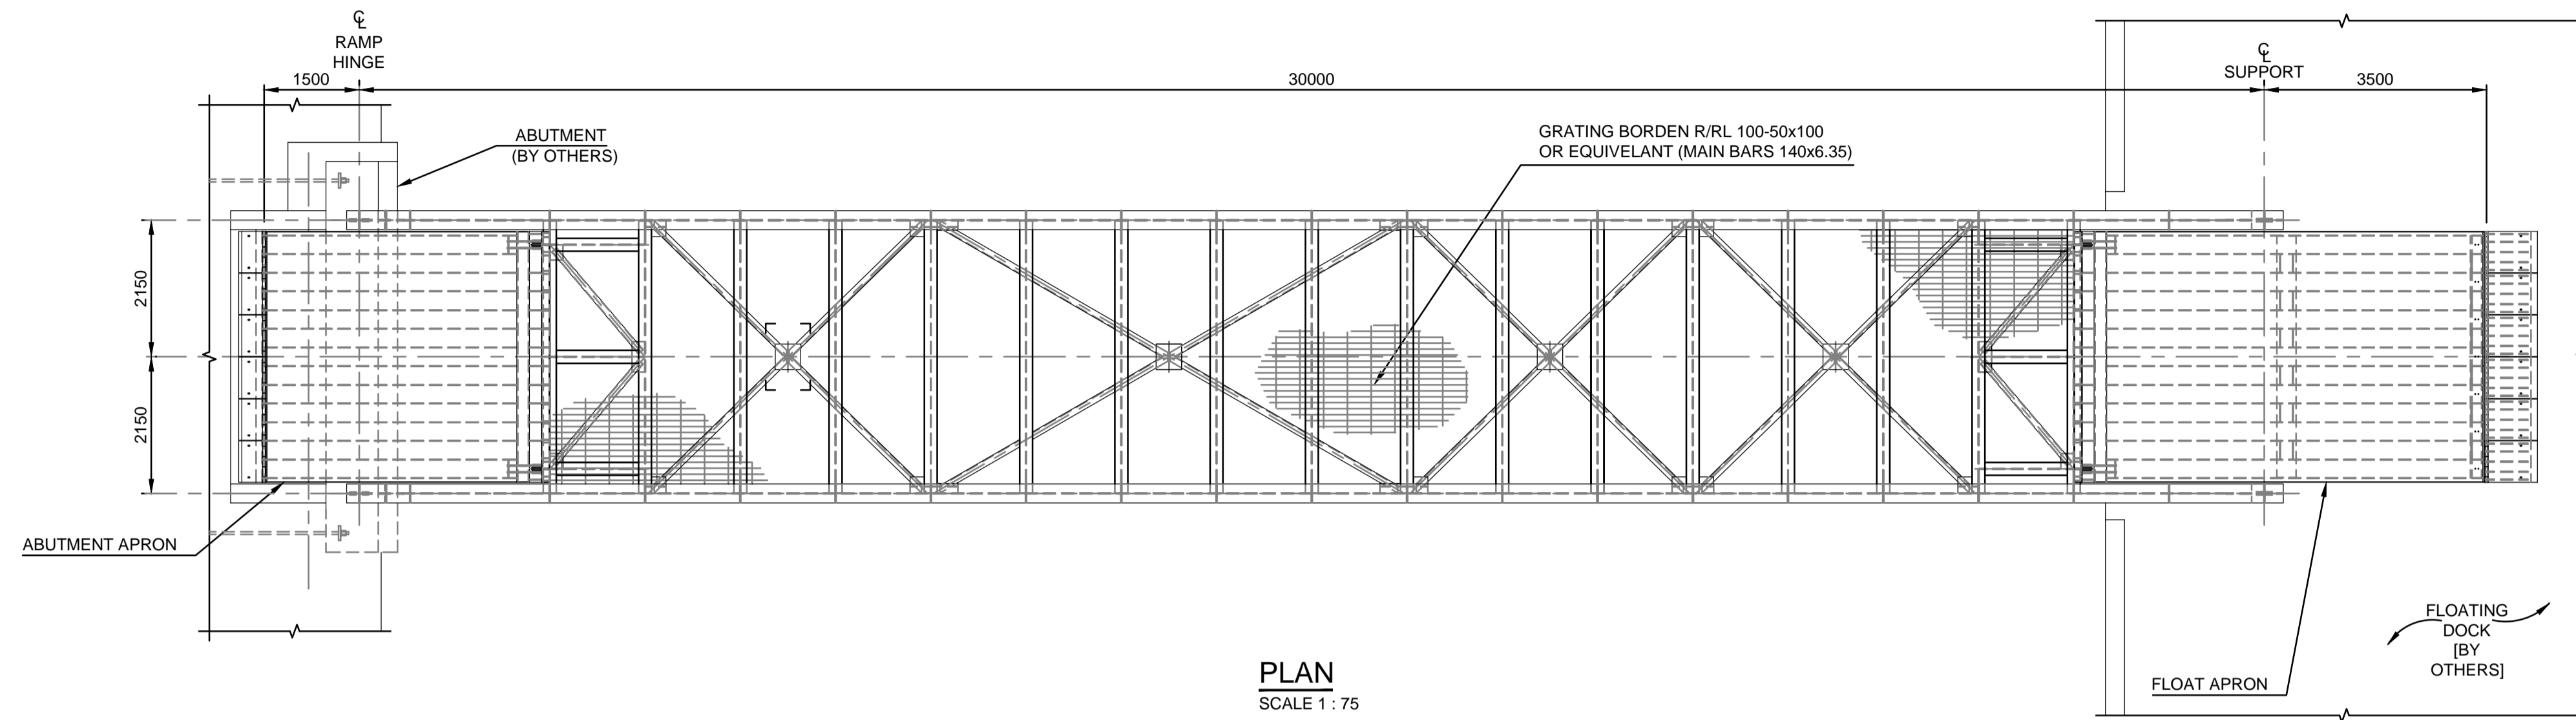 ℄
RAMP
HINGE
℄
SUPPORT
1500
30000
3500
ABUTMENT
(BY OTHERS)
GRATING BORDEN R/RL 100-50x100
OR EQUIVELANT (MAIN BARS 140x6.35)
2150
2150
ABUTMENT APRON
FLOATING
DOCK
[BY
OTHERS]
FLOAT APRON
PLAN
SCALE 1 : 75